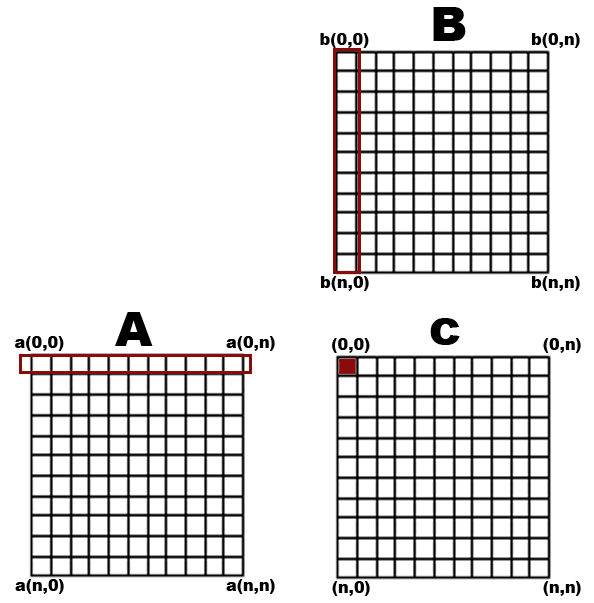 B
b(0,0) b(0,n)
b(n,0) b(n,n)
A
a(0,0) a(0,n)
a(n,0) a(n,n)
C
(0,0) (0,n)
(n,0) (n,n)